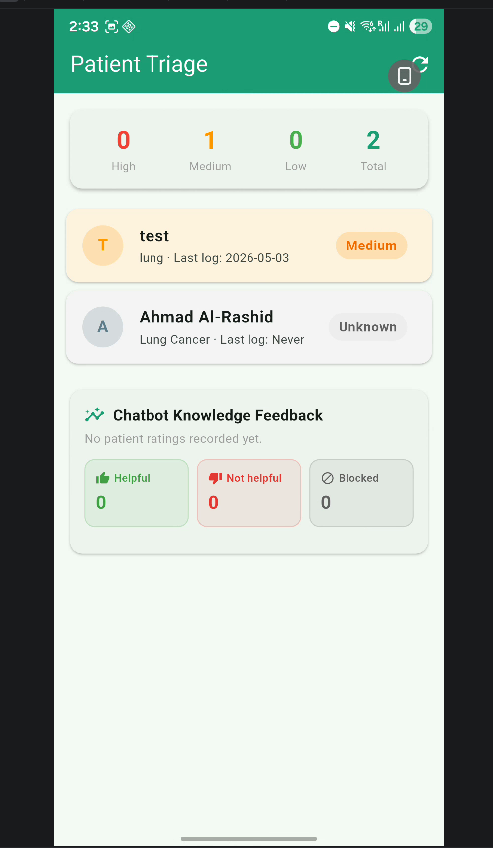 2:33
29
Patient Triage
0 1 0 2
High Medium Low Total
T
test
lung · Last log: 2026-05-03
Medium
A
Ahmad Al-Rashid
Lung Cancer · Last log: Never
Unknown
Chatbot Knowledge Feedback
No patient ratings recorded yet.
Helpful Not helpful Blocked
0 0 0